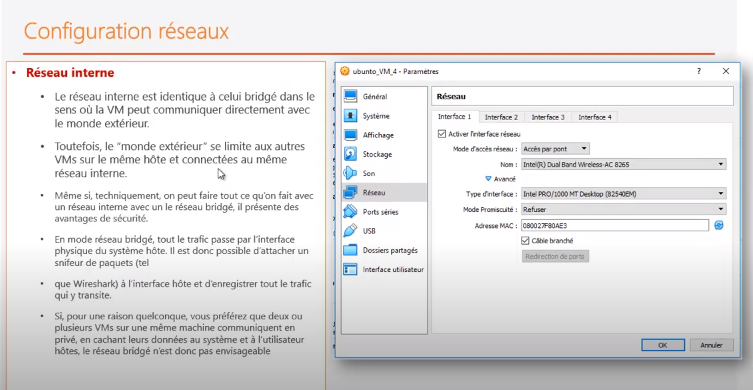 Configuration réseaux
• Réseau interne
• Le réseau interne est identique à celui bridgé dans le
sens où la VM peut communiquer directement avec
le monde extérieur.
• Toutefois, le "monde extérieur" se limite aux autres
VMs sur le même hôte et connectées au même
réseau interne.
• Même si, techniquement, on peut faire tout ce qu'on fait avec
un réseau interne avec un le réseau bridgé, il présente des
avantages de sécurité.
• En mode réseau bridgé, tout le trafic passe par l'interface
physique du système hôte. Il est donc possible d'attacher un
snifeur de paquets (tel
• que Wireshark) à l'interface hôte et d'enregistrer tout le trafic
qui y transite.
• Si, pour une raison quelconque, vous préférez que deux ou
plusieurs VMs sur une même machine communiquent en
privé, en cachant leurs données au système et à l'utilisateur
hôtes, le réseau bridgé n'est donc pas envisageable
ubunto_VM_4 - Paramètres
? X
Général
Système
Affichage
Stockage
Son
Réseau
Ports séries
USB
Dossiers partagés
Interface utilisateur
Réseau
Interface 1 Interface 2 Interface 3 Interface 4
Activer l'interface réseau
Mode d'accès réseau : Accès par pont
Nom : Intel(R) Dual Band Wireless-AC 8265
Avancé
Type d'interface : Intel PRO/1000 MT Desktop (82540EM)
Mode Promiscuité : Refuser
Adresse MAC : 080027F80AE3
Câble branché
Redirection de ports
OK Annuler